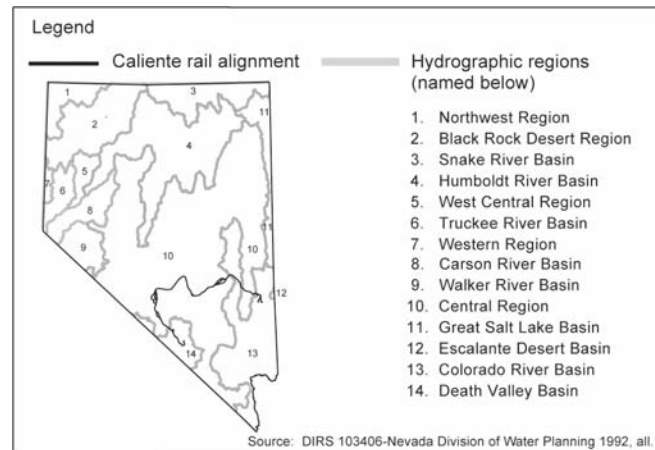 Legend
Caliente rail alignment
Hydrographic regions
(named below)
1. Northwest Region
2. Black Rock Desert Region
3. Snake River Basin
4. Humboldt River Basin
5. West Central Region
6. Truckee River Basin
7. Western Region
8. Carson River Basin
9. Walker River Basin
10. Central Region
11. Great Salt Lake Basin
12. Escalante Desert Basin
13. Colorado River Basin
14. Death Valley Basin
1
3
11
2
4
5
7
6
8
11
9
10
10
12
14
13
Source: DIRS 103406-Nevada Division of Water Planning 1992, all.